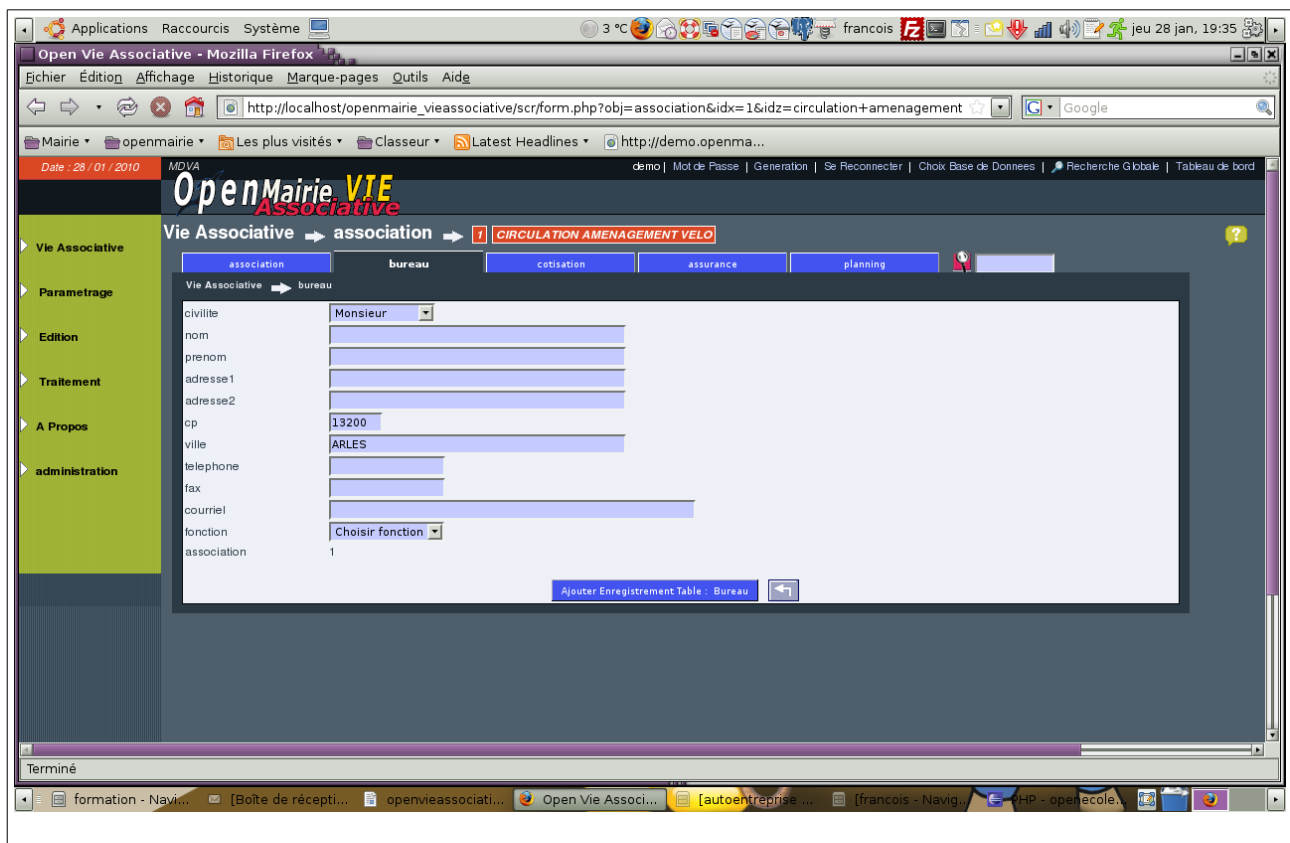 Applications Raccourcis Système 3 °C francois jeu 28 jan, 19:35
Open Vie Associative - Mozilla Firefox
Fichier Édition Affichage Historique Marque-pages Outils Aide
http://localhost/openmairie_vieassociative/scr/form.php?obj=association&idx=1&idz=circulation+amenagement Google
Mairie openmairie Les plus visités Classeur Latest Headlines http://demo.openma...
Date : 28 / 01 / 2010 MDVA demo | Mot de Passe | Generation | Se Reconnecter | Choix Base de Donnees | Recherche Globale | Tableau de bord
OpenMairie VIE
Associative
Vie Associative association 1 CIRCULATION AMENAGEMENT VELO ?
association bureau cotisation assurance planning
Vie Associative bureau
Vie Associative
Parametrage
Edition
Traitement
A Propos
administration
civilite Monsieur
nom
prenom
adresse1
adresse2
cp 13200
ville ARLES
telephone
fax
courriel
fonction Choisir fonction
association 1
Ajouter Enregistrement Table : Bureau
Terminé
formation - Navi... [Boîte de récepti... openvieassociati... Open Vie Associ... [autoentreprise ... [francois - Navig... PHP - openecole...